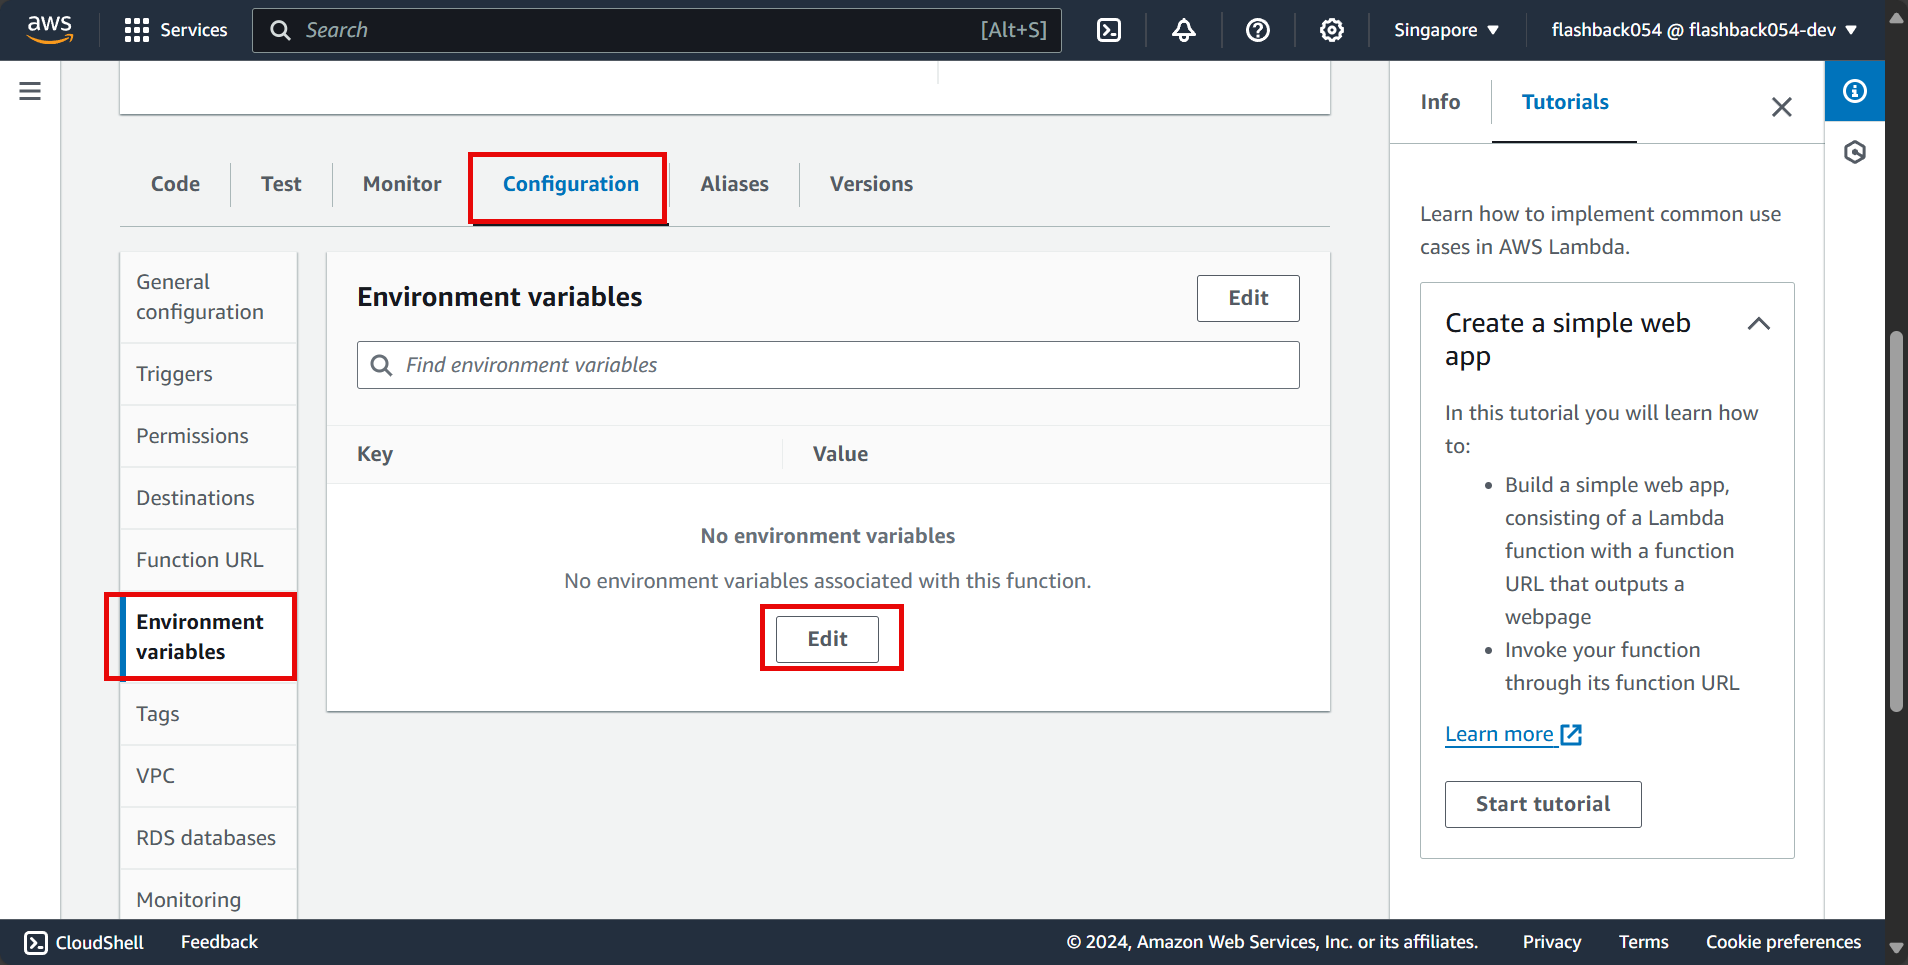 aws
Services
Search [Alt+S]
Singapore
flashback054 @ flashback054-dev
Code
Test
Monitor
Configuration
Aliases
Versions
General
configuration
Triggers
Permissions
Destinations
Function URL
Environment
variables
Tags
VPC
RDS databases
Monitoring
Environment variables
Edit
Find environment variables
Key Value
No environment variables
No environment variables associated with this function.
Edit
Info
Tutorials
Learn how to implement common use
cases in AWS Lambda.
Create a simple web
app
In this tutorial you will learn how
to:
• Build a simple web app,
consisting of a Lambda
function with a function
URL that outputs a
webpage
• Invoke your function
through its function URL
Learn more
Start tutorial
CloudShell
Feedback
© 2024, Amazon Web Services, Inc. or its affiliates.
Privacy
Terms
Cookie preferences